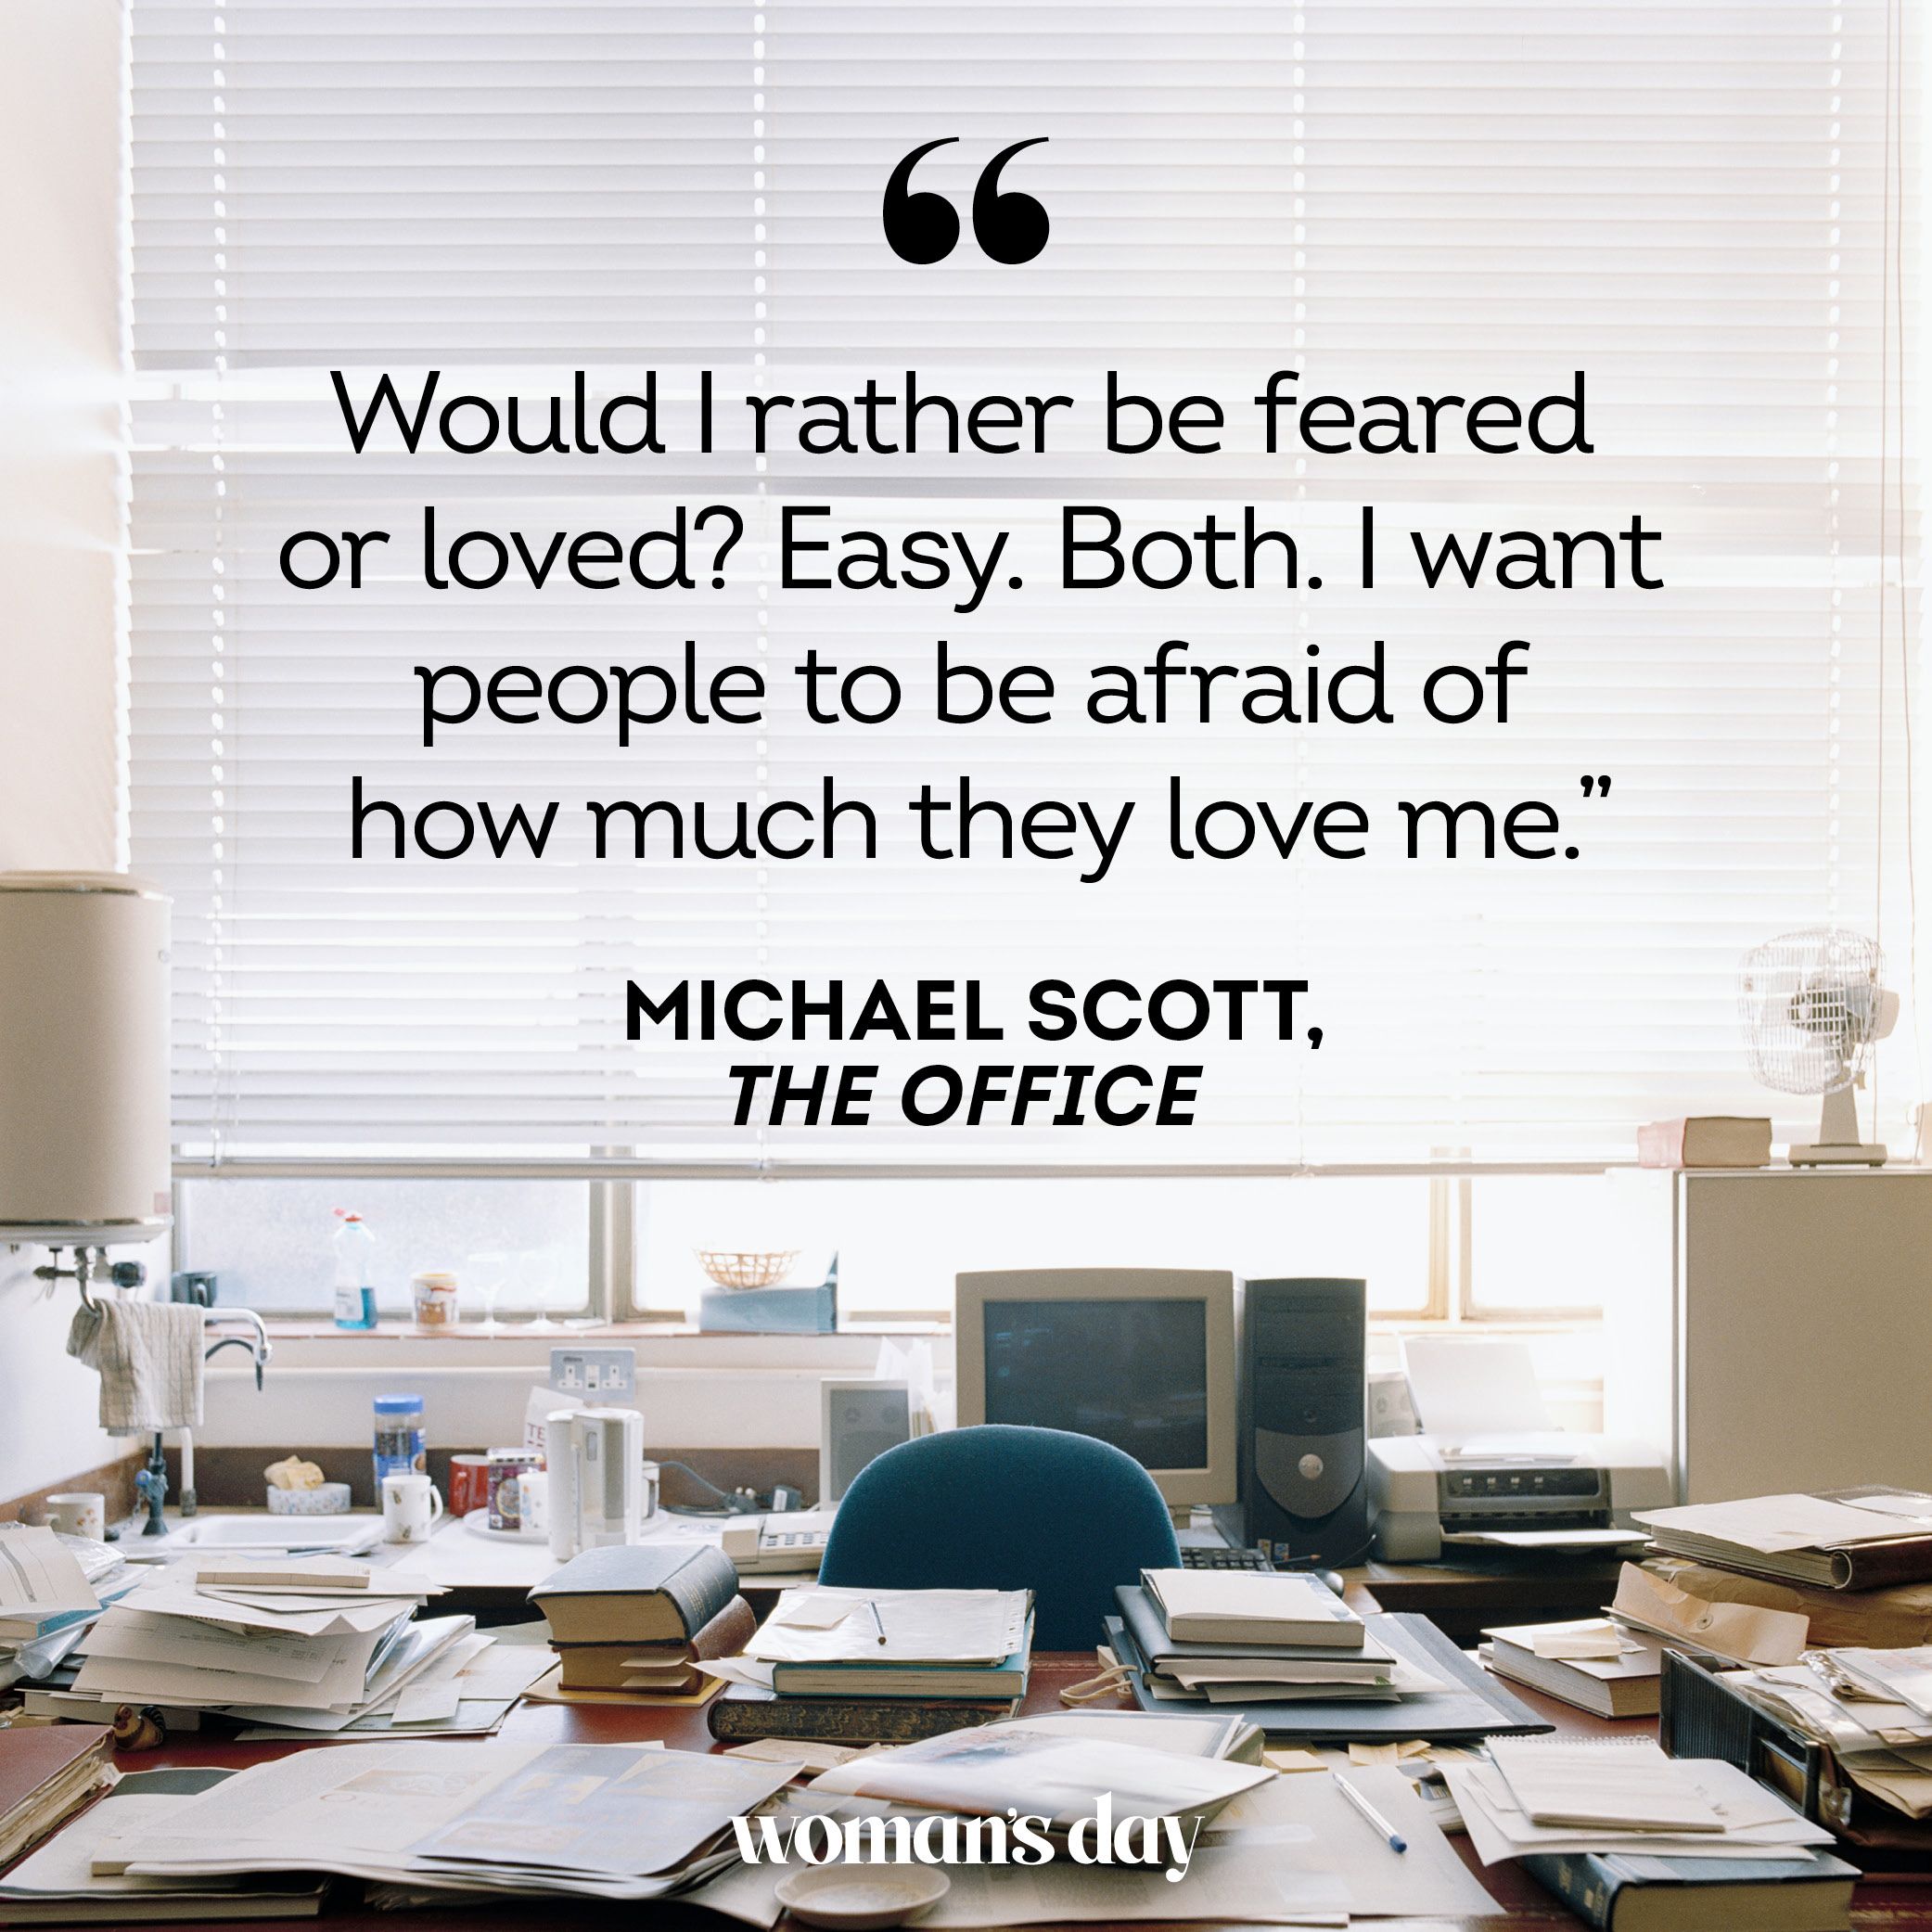 “
Would I rather be feared
or loved? Easy. Both. I want
people to be afraid of
how much they love me.”
MICHAEL SCOTT,
THE OFFICE
woman's day